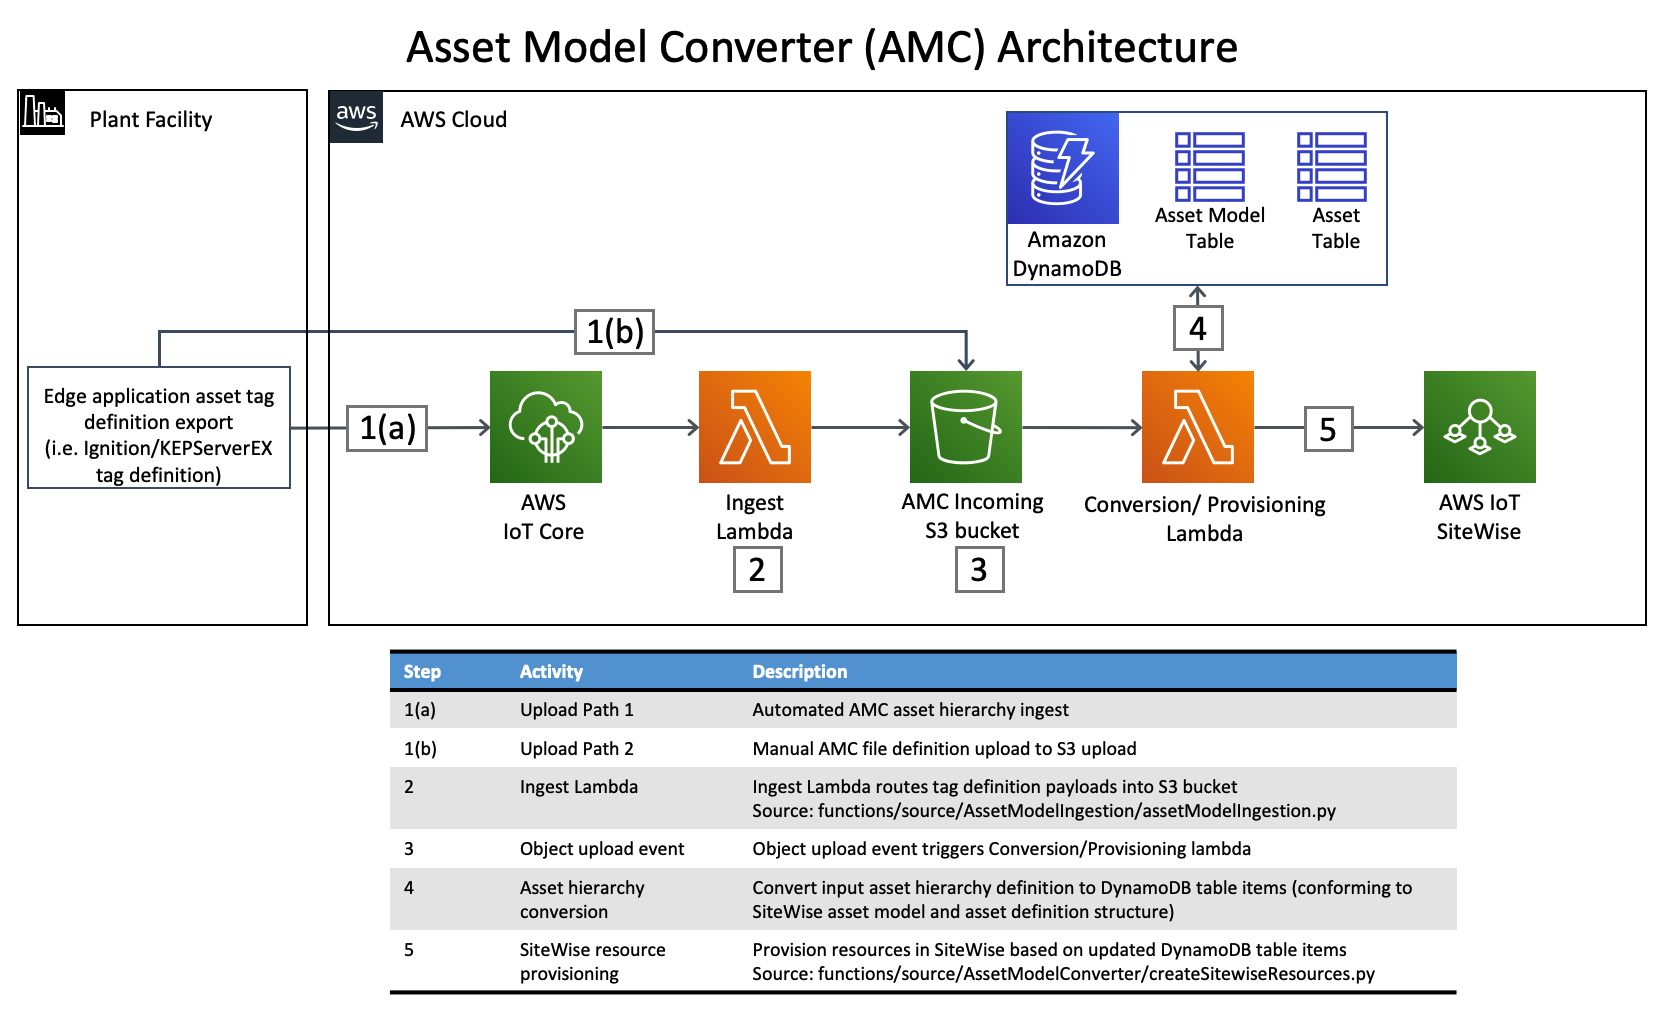 Asset Model Converter (AMC) Architecture
Plant Facility
aws
AWS Cloud
Amazon
DynamoDB
Asset Model
Table
Asset
Table
1(b)
4
Edge application asset tag
definition export
(i.e. Ignition/KEPServerEX
tag definition)
1(a)
5
AWS
IoT Core
Ingest
Lambda
2
AMC Incoming
S3 bucket
3
Conversion/ Provisioning
Lambda
AWS IoT
SiteWise
Step Activity Description
1(a) Upload Path 1 Automated AMC asset hierarchy ingest
1(b) Upload Path 2 Manual AMC file definition upload to S3 upload
2 Ingest Lambda Ingest Lambda routes tag definition payloads into S3 bucket
Source: functions/source/AssetModelIngestion/assetModelIngestion.py
3 Object upload event Object upload event triggers Conversion/Provisioning lambda
4 Asset hierarchy Convert input asset hierarchy definition to DynamoDB table items (conforming to
conversion SiteWise asset model and asset definition structure)
5 SiteWise resource Provision resources in SiteWise based on updated DynamoDB table items
provisioning Source: functions/source/AssetModelConverter/createSitewiseResources.py